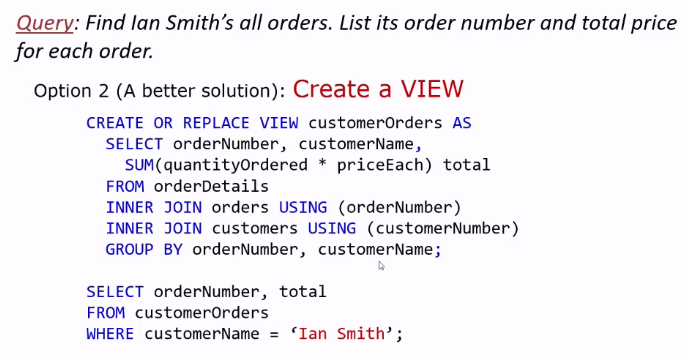 Query: Find Ian Smith’s all orders. List its order number and total price
for each order.
Option 2 (A better solution): Create a VIEW
CREATE OR REPLACE VIEW customerOrders AS
SELECT orderNumber, customerName,
SUM(quantityOrdered * priceEach) total
FROM orderDetails
INNER JOIN orders USING (orderNumber)
INNER JOIN customers USING (customerNumber)
GROUP BY orderNumber, customerName;
SELECT orderNumber, total
FROM customerOrders
WHERE customerName = ‘Ian Smith’;